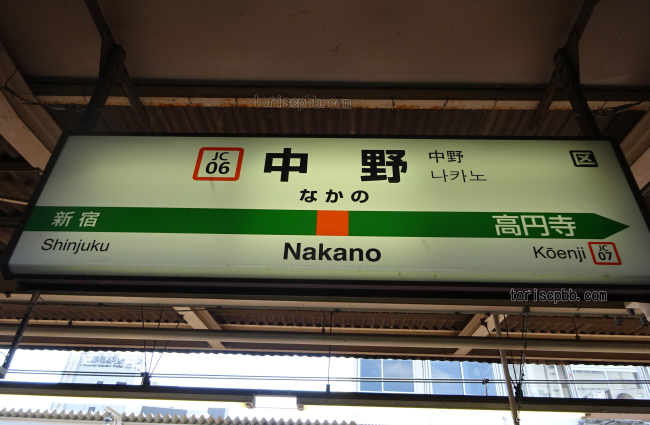 toriscpbb.com
JC
06
中野
中野
나카노
区
なかの
新宿
高円寺
Shinjuku
Nakano
Kōenji
JC
07
toriscpbb.com